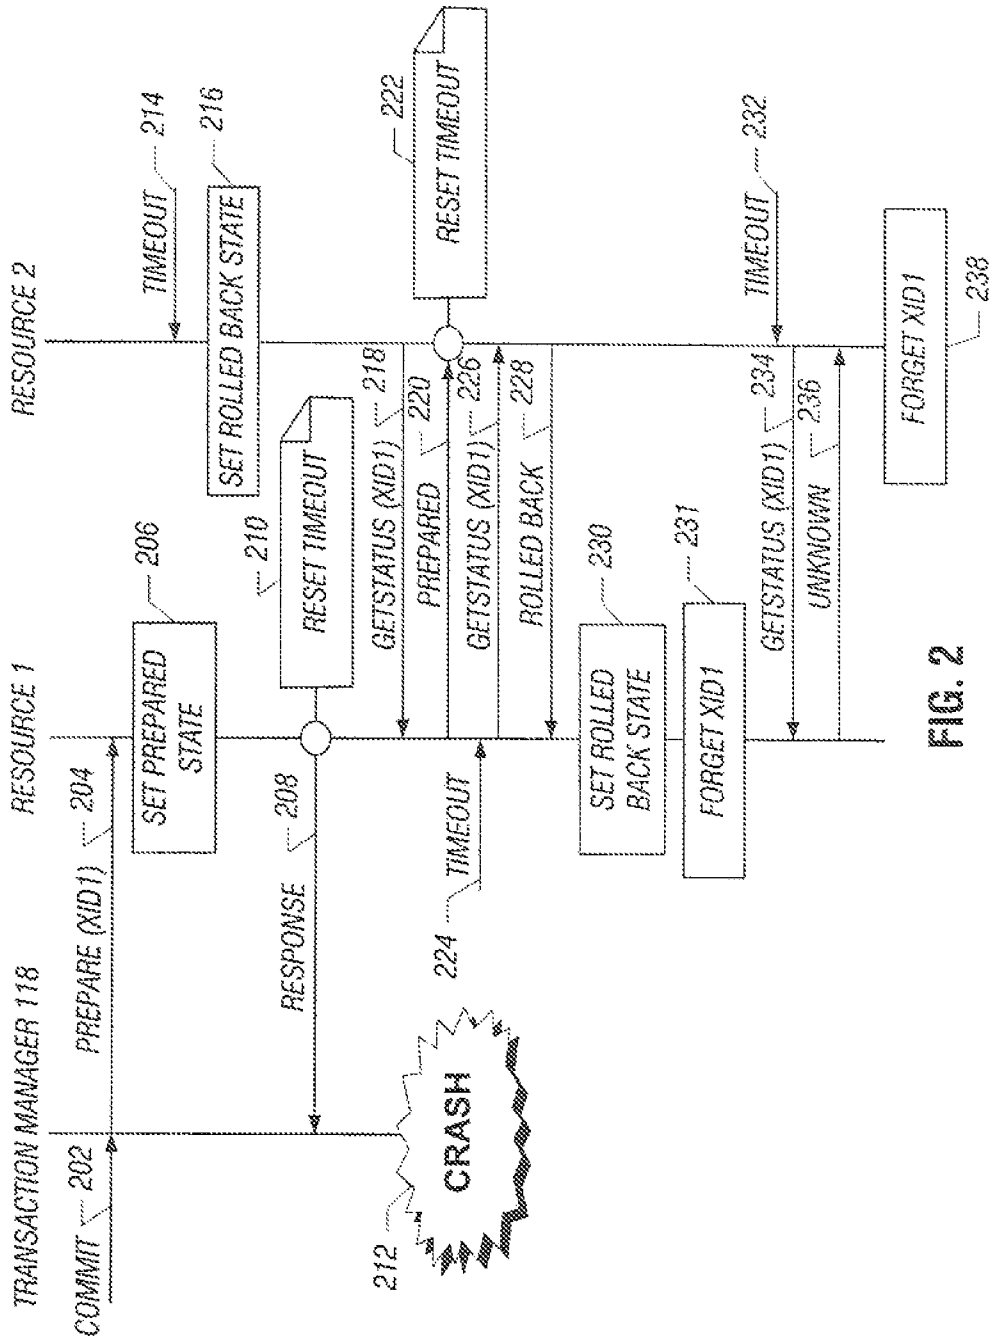 TRANSACTION MANAGER 118
RESOURCE 1
RESOURCE 2
COMMIT
202
PREPARE (XID1)
204
SET PREPARED
STATE
206
TIMEOUT
214
SET ROLLED BACK STATE
216
RESPONSE
208
RESET TIMEOUT
210
212
CRASH
GETSTATUS (XID1)
218
PREPARED
220
RESET TIMEOUT
222
224
TIMEOUT
GETSTATUS (XID1)
226
ROLLED BACK
228
SET ROLLED
BACK STATE
230
FORGET XID1
231
TIMEOUT
232
GETSTATUS (XID1)
234
UNKNOWN
236
FORGET XID1
238
FIG. 2